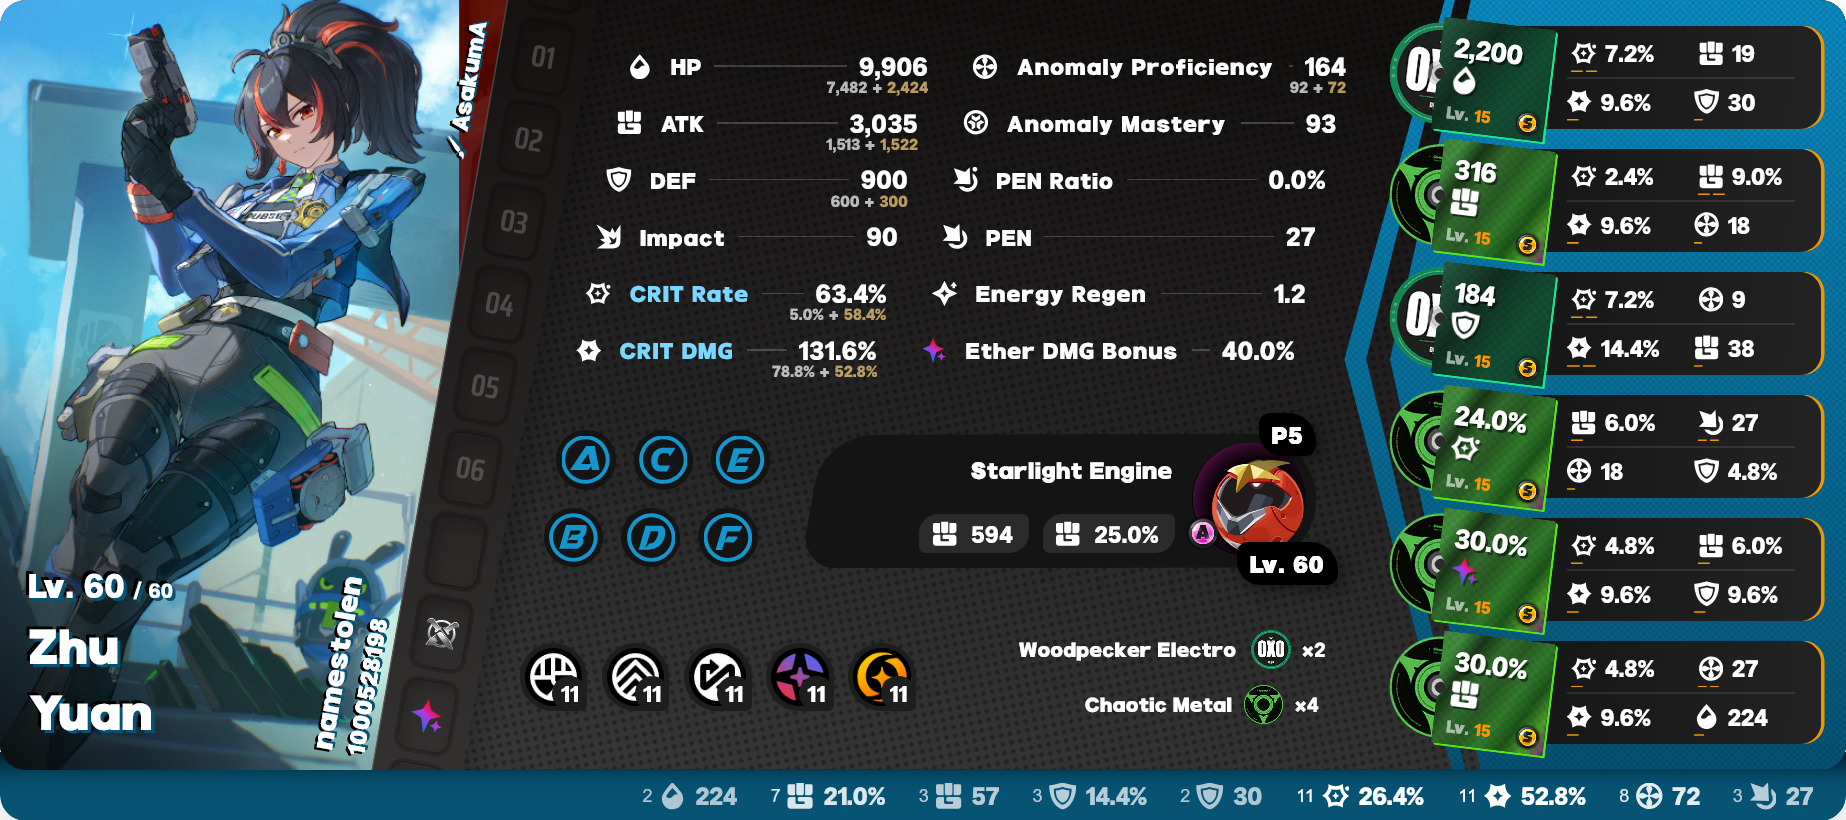 AsakumA
PUBSEC
Lv. 60 / 60
Zhu
Yuan
namestolen
1000528198
01
02
03
04
05
06
HP 9,906
7,482 + 2,424
ATK 3,035
1,513 + 1,522
DEF 900
600 + 300
Impact 90
CRIT Rate 63.4%
5.0% + 58.4%
CRIT DMG 131.6%
78.8% + 52.8%
Anomaly Proficiency 164
92 + 72
Anomaly Mastery 93
PEN Ratio 0.0%
PEN 27
Energy Regen 1.2
Ether DMG Bonus 40.0%
A C E
B D F
P5
Starlight Engine
594 25.0%
A
Lv. 60
11 11 11 11 11
Woodpecker Electro OXO ×2
Chaotic Metal ×4
2,200
Lv. 15 S
7.2% 19
9.6% 30
316
Lv. 15 S
2.4% 9.0%
9.6% 18
184
Lv. 15 S
7.2% 9
14.4% 38
24.0%
Lv. 15 S
6.0% 27
18 4.8%
30.0%
Lv. 15 S
4.8% 6.0%
9.6% 9.6%
30.0%
Lv. 15 S
4.8% 27
9.6% 224
2 224 7 21.0% 3 57 3 14.4% 2 30 11 26.4% 11 52.8% 8 72 3 27